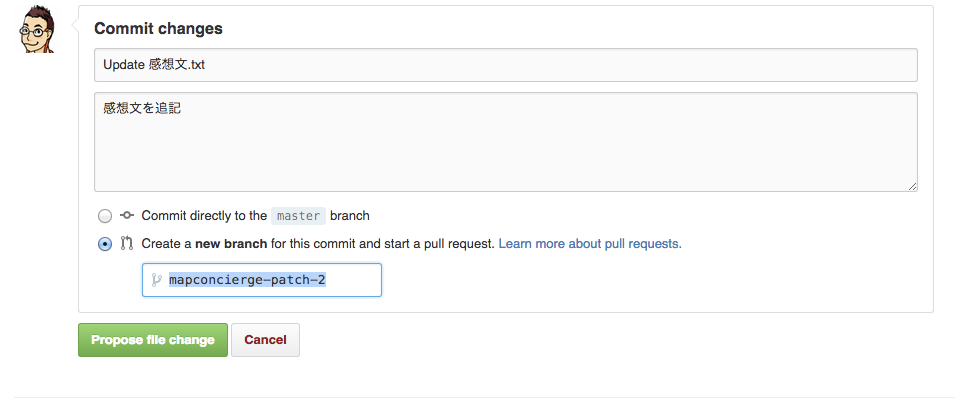 Commit changes
Update 感想文.txt
感想文を追記
Commit directly to the master branch
Create a new branch for this commit and start a pull request. Learn more about pull requests.
mapconcierge-patch-2
Propose file change Cancel